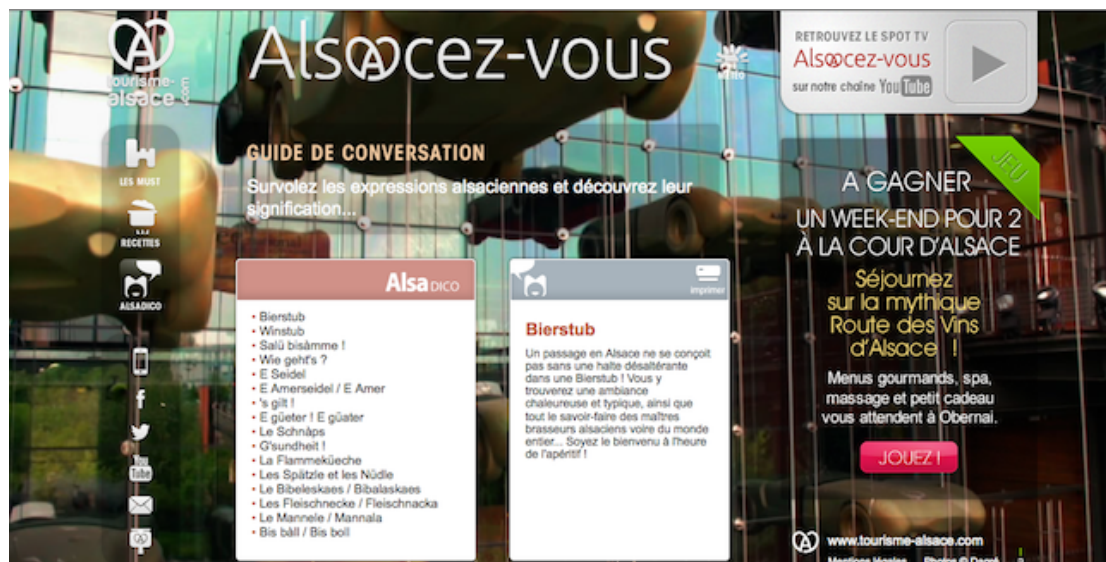 tourisme-
alsace
.com
Alsacez-vous
MÉTÉO
RETROUVEZ LE SPOT TV
Alsacez-vous
sur notre chaîne YouTube
LES MUST
RECETTES
ALSADICO
You
Tube
GUIDE DE CONVERSATION
Survolez les expressions alsaciennes et découvrez leur
signification...
AlsaDICO
• Bierstub
• Winstub
• Salü bisàmme !
• Wie geht's ?
• E Seidel
• E Amerseidel / E Amer
• 's gilt !
• E güeter ! E güater
• Le Schnàps
• G'sundheit !
• La Flammeküeche
• Les Spätzle et les Nüdle
• Le Bibeleskaes / Bibalaskaes
• Les Fleischnecke / Fleischnacka
• Le Mannele / Mannala
• Bis bàll / Bis boll
imprimer
Bierstub
Un passage en Alsace ne se conçoit
pas sans une halte désaltérante
dans une Bierstub ! Vous y
trouverez une ambiance
chaleureuse et typique, ainsi que
tout le savoir-faire des maîtres
brasseurs alsaciens voire du monde
entier... Soyez le bienvenu à l'heure
de l'apéritif !
JEU
A GAGNER
UN WEEK-END POUR 2
À LA COUR D'ALSACE
Séjournez
sur la mythique
Route des Vins
d'Alsace !
Menus gourmands, spa,
massage et petit cadeau
vous attendent à Obernai.
JOUEZ !
www.tourisme-alsace.com
Mentions légales Photos ©